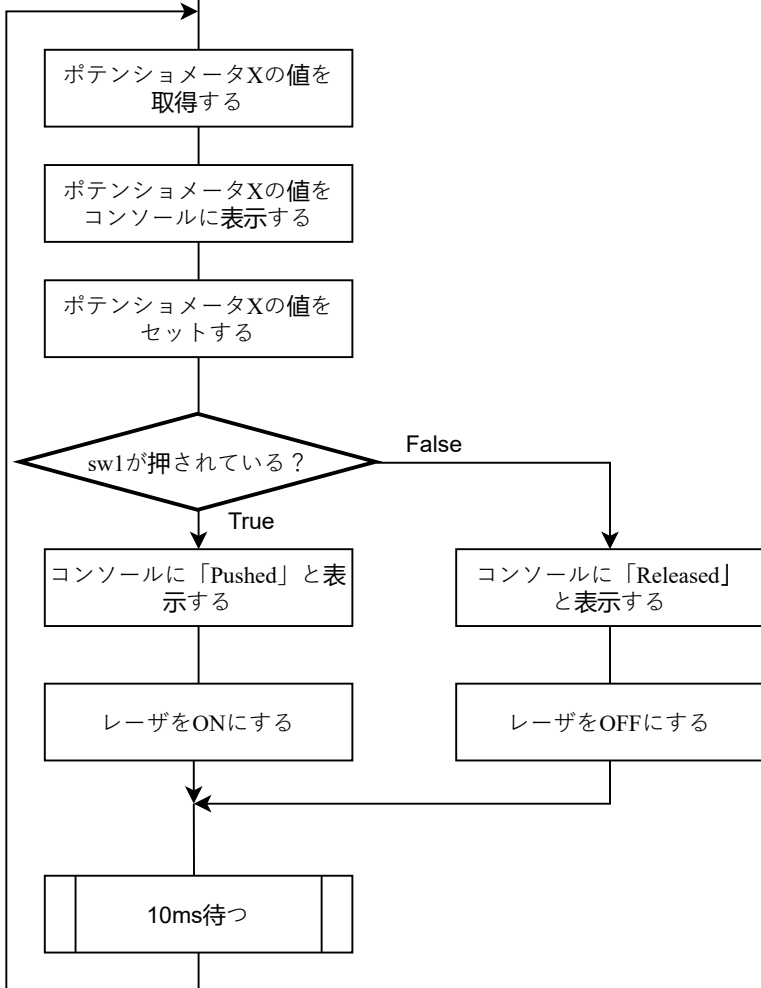 ポテンショメータXの値を
取得する
ポテンショメータXの値を
コンソールに表示する
ポテンショメータXの値を
セットする
sw1が押されている？
False
True
コンソールに「Pushed」と表
示する
コンソールに「Released」
と表示する
レーザをONにする
レーザをOFFにする
10ms待つ